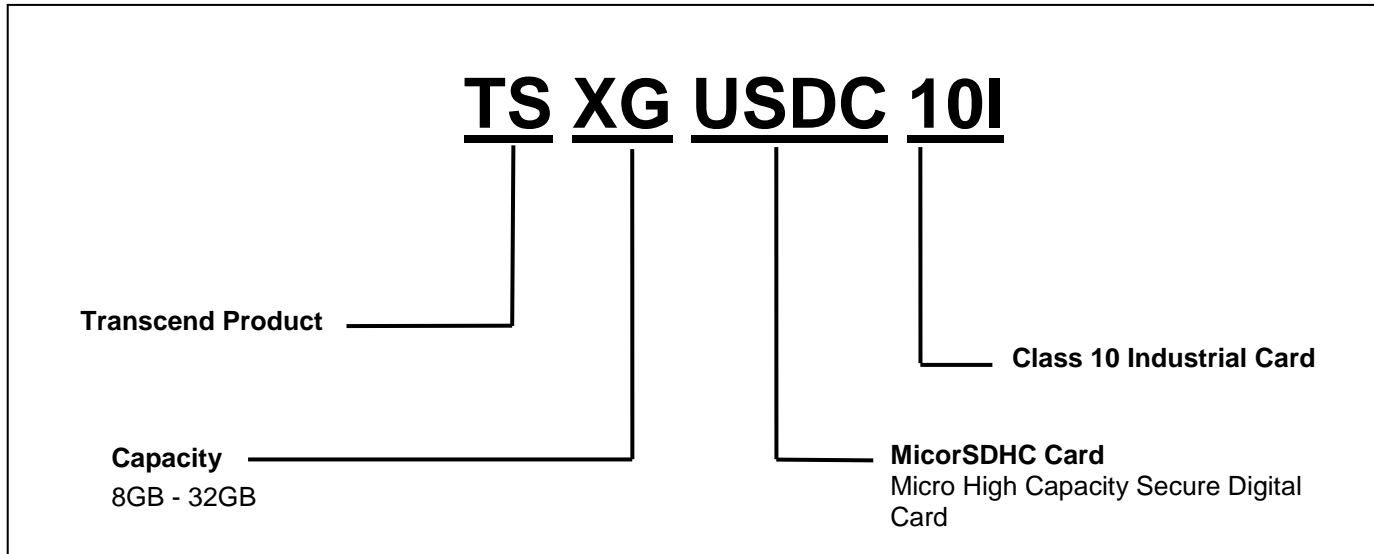 TS XG USDC 10I
Transcend Product
Class 10 Industrial Card
Capacity
8GB - 32GB
MicorSDHC Card
Micro High Capacity Secure Digital
Card